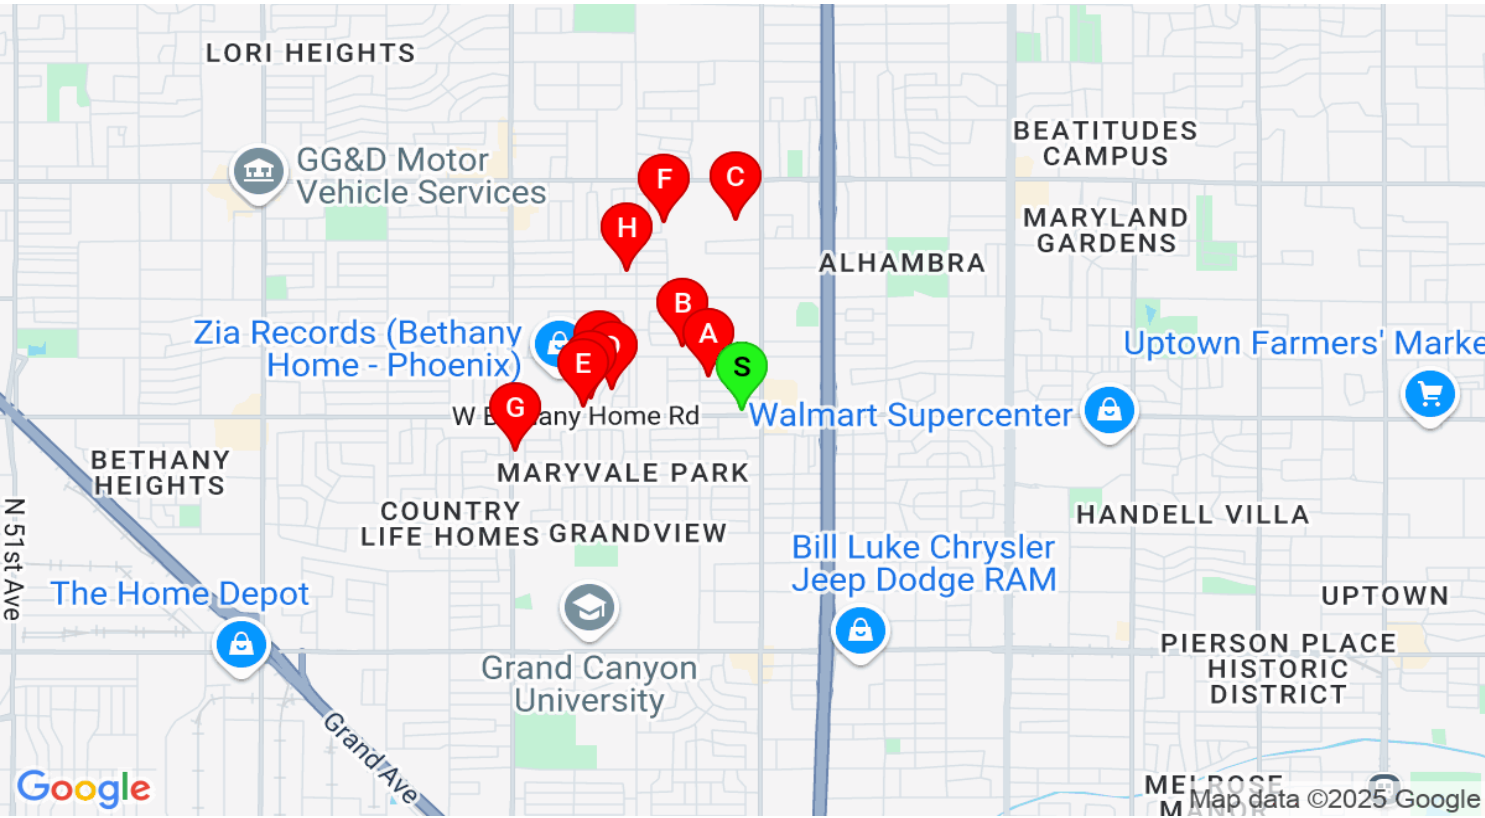 LORI HEIGHTS
BEATITUDES
CAMPUS
GG&D Motor
Vehicle Services
F
C
H
MARYLAND
GARDENS
ALHAMBRA
B
A
S
E
G
Zia Records (Bethany
Home - Phoenix)
Uptown Farmers' Marke
W B any Home Rd
Walmart Supercenter
BETHANY
HEIGHTS
MARYVALE PARK
COUNTRY
LIFE HOMES
GRANDVIEW
HANDELL VILLA
N 51st Ave
Bill Luke Chrysler
Jeep Dodge RAM
The Home Depot
UPTOWN
PIERSON PLACE
HISTORIC
DISTRICT
Grand Canyon
University
Grand Ave
MELROSE
MANOR
Google
Map data ©2025 Google